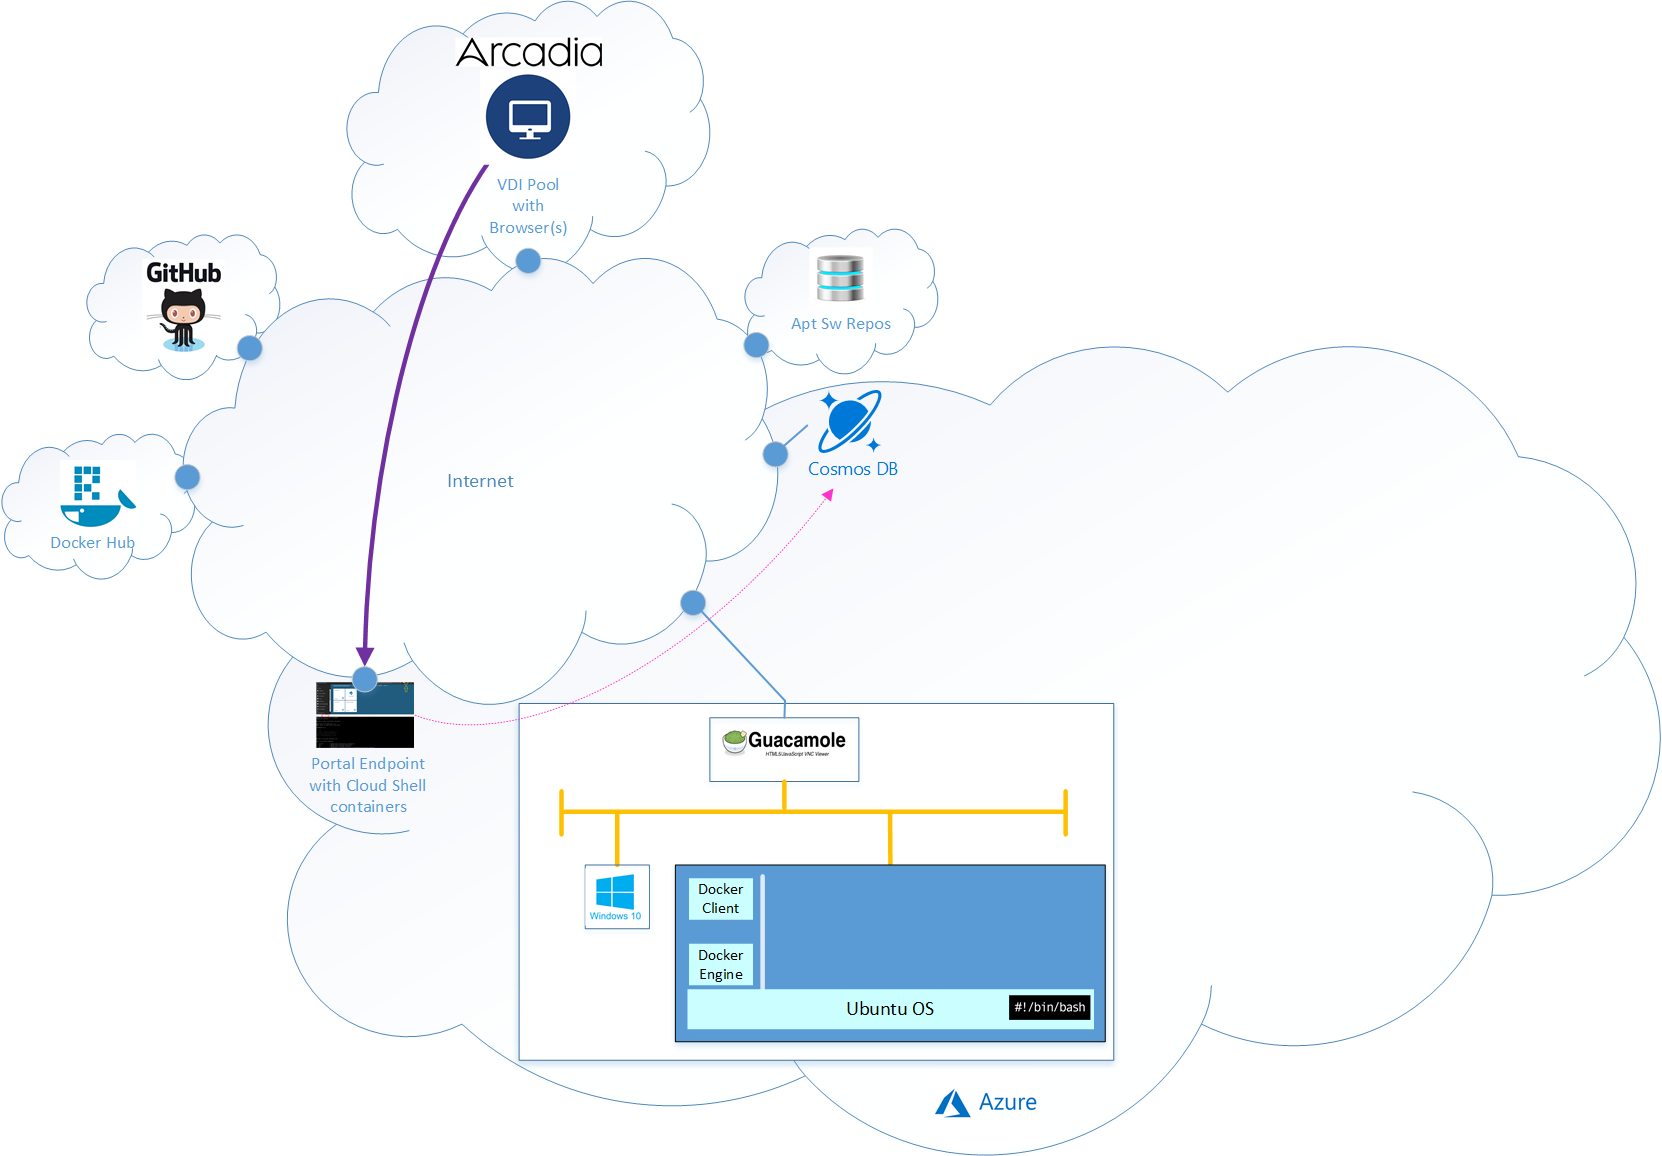 Arcadia
VDI Pool
with
Browser(s)
GitHub
Apt Sw Repos
Cosmos DB
Internet
Docker Hub
Portal Endpoint
with Cloud Shell
containers
Guacamole
HTML5/JavaScript VNC Viewer
Windows 10
Docker
Client
Docker
Engine
Ubuntu OS
#!/bin/bash
Azure